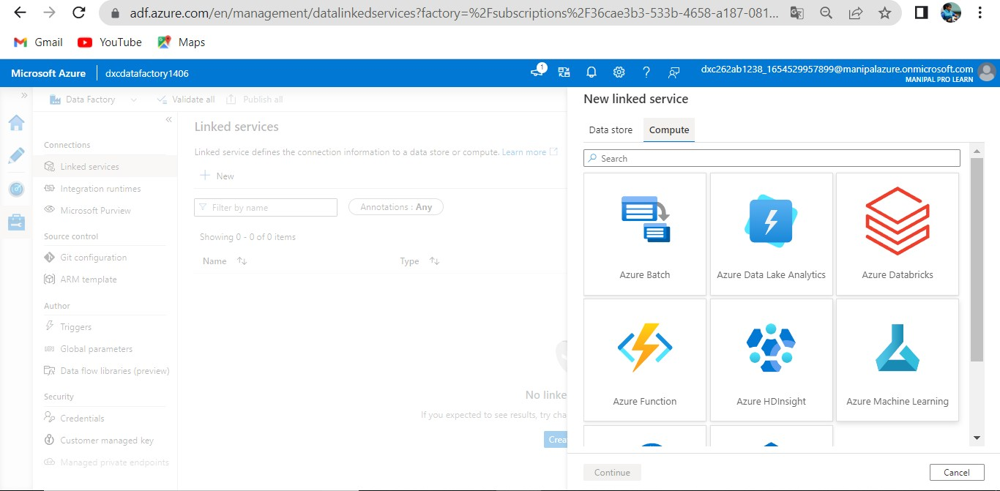 adf.azure.com/en/management/datalinkedservices?factory=%2Fsubscriptions%2F36cae3b3-533b-4658-a187-081...
Gmail
YouTube
Maps
Microsoft Azure
dxcdatafactory1406
1
dxc262ab1238_1654529957899@manipalazure.onmicrosoft.com
MANIPAL PRO LEARN
Data Factory
Validate all
Publish all
Connections
Linked services
Integration runtimes
Microsoft Purview
Source control
Git configuration
ARM template
Author
Triggers
Global parameters
Data flow libraries (preview)
Security
Credentials
Customer managed key
Managed private endpoints
Linked services
Linked service defines the connection information to a data store or compute. Learn more
New
Filter by name
Annotations : Any
Showing 0 - 0 of 0 items
Name
Type
No linke
If you expected to see results, try cha
Crea
New linked service
Data store
Compute
Search
Azure Batch
Azure Data Lake Analytics
Azure Databricks
Azure Function
Azure HDInsight
Azure Machine Learning
Continue
Cancel